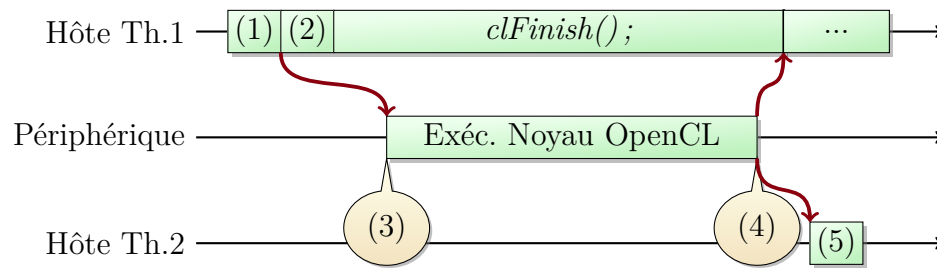 Hôte Th.1 (1) (2) clFinish(); ...
Périphérique Exéc. Noyau OpenCL
(3) (4)
Hôte Th.2 (5)